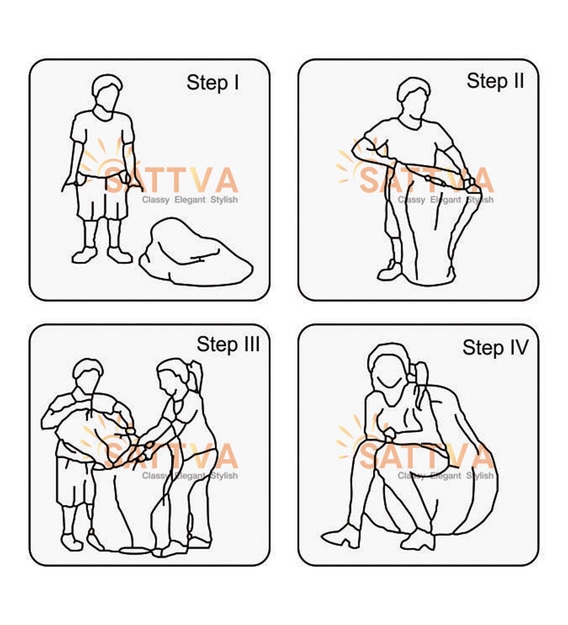 Step I
SATTVA
Classy Elegant Stylish
Step II
SATTVA
Classy Elegant Stylish
Step III
SATTVA
Classy Elegant Stylish
Step IV
SATTVA
Classy Elegant Stylish